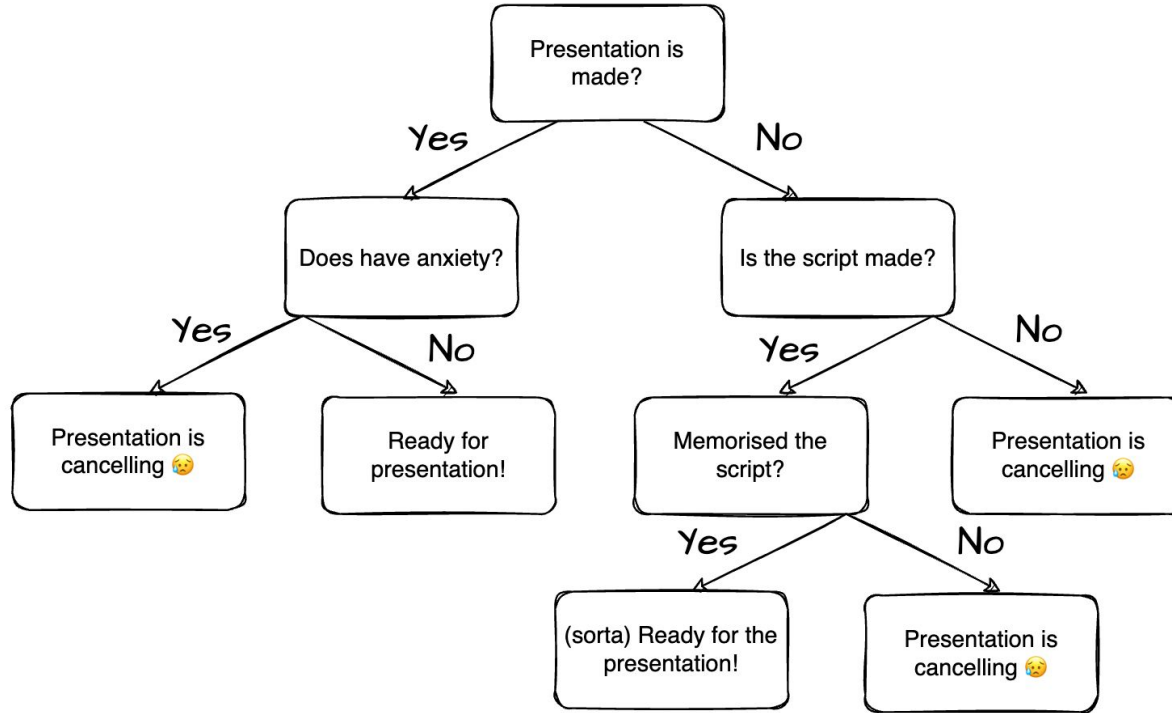 Presentation is
made?
Yes
No
Does have anxiety?
Is the script made?
Yes
No
Yes
No
Presentation is
cancelling 😥
Ready for
presentation!
Memorised the
script?
Presentation is
cancelling 😥
Yes
No
(sorta) Ready for the
presentation!
Presentation is
cancelling 😥